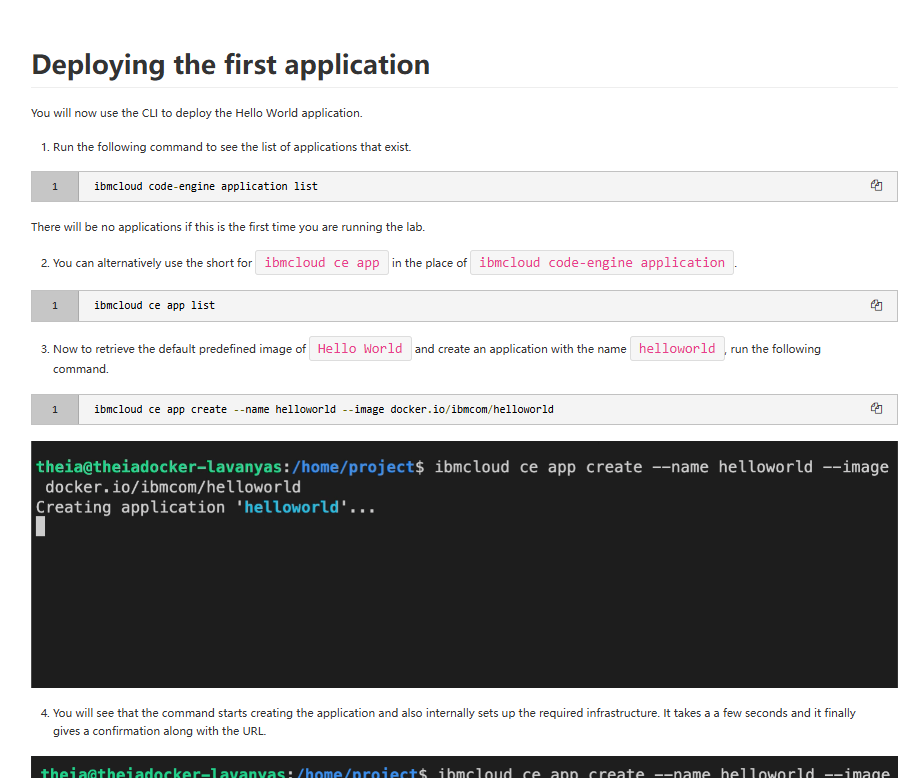 Deploying the first application
You will now use the CLI to deploy the Hello World application.
1. Run the following command to see the list of applications that exist.
1 ibmcloud code-engine application list
There will be no applications if this is the first time you are running the lab.
2. You can alternatively use the short for ibmcloud ce app in the place of ibmcloud code-engine application.
1 ibmcloud ce app list
3. Now to retrieve the default predefined image of Hello World and create an application with the name helloworld, run the following
command.
1 ibmcloud ce app create --name helloworld --image docker.io/ibmcom/helloworld
theia@theiadocker-lavanyas:/home/project$ ibmcloud ce app create --name helloworld --image
docker.io/ibmcom/helloworld
Creating application 'helloworld'...
4. You will see that the command starts creating the application and also internally sets up the required infrastructure. It takes a a few seconds and it finally
gives a confirmation along with the URL.
theia@theiadocker-lavanyas:/home/project$ ibmcloud ce app create --name helloworld --image